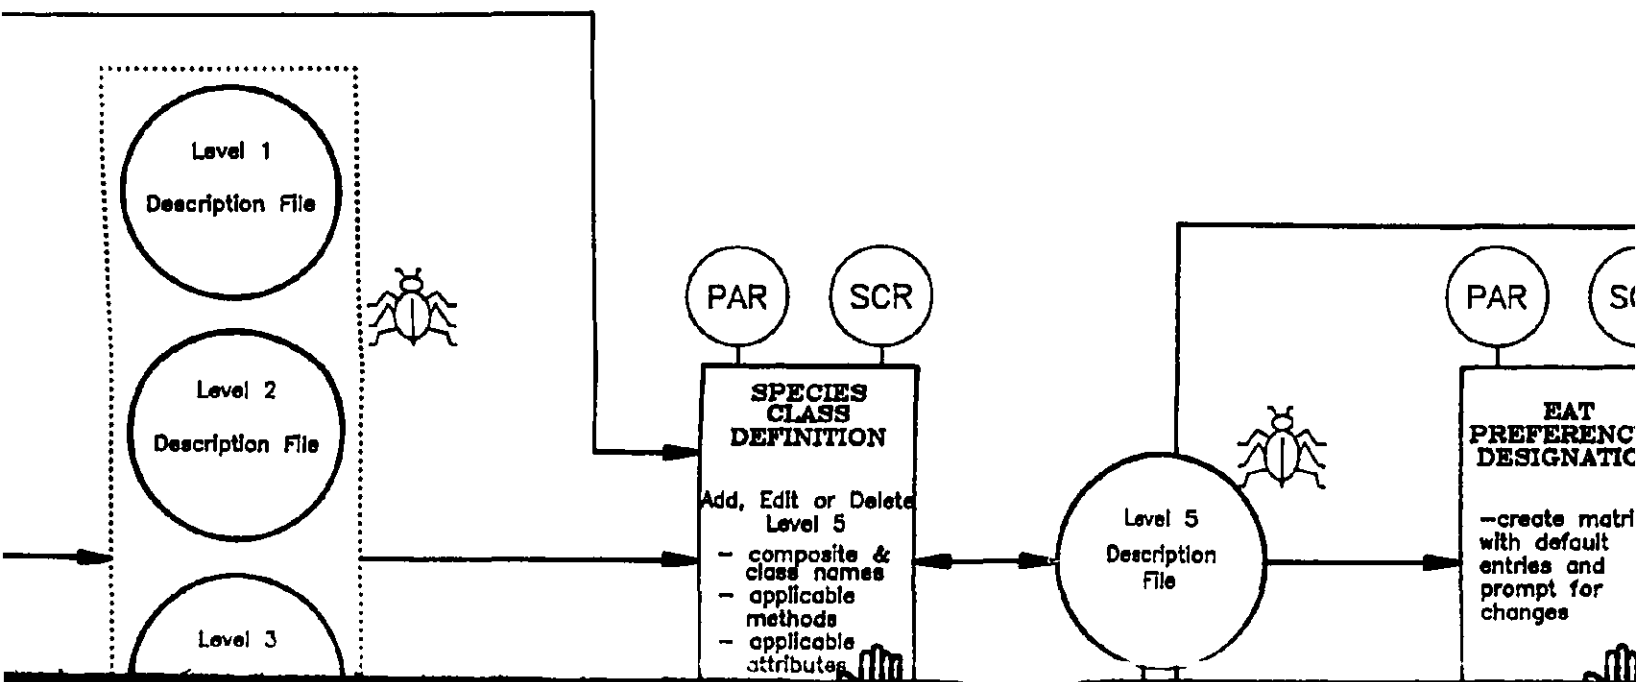 Level 1
Description File
Level 2
Description File
Level 3
PAR
SCR
SPECIES
CLASS
DEFINITION
Add, Edit or Delete
Level 5
- composite &
class names
- applicable
methods
- applicable
attributes
Level 5
Description
File
PAR
EAT
-create
with default
entries and
prompt for
changes